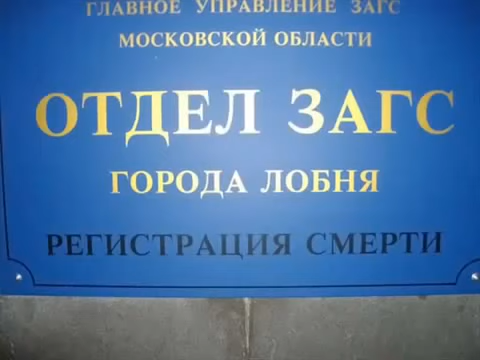 ГЛАВНОЕ УПРАВЛЕНИЕ ЗАГС
МОСКОВСКОЙ ОБЛАСТИ
ОТДЕЛ ЗАГС
ГОРОДА ЛОБНЯ
РЕГИСТРАЦИЯ СМЕРТИ